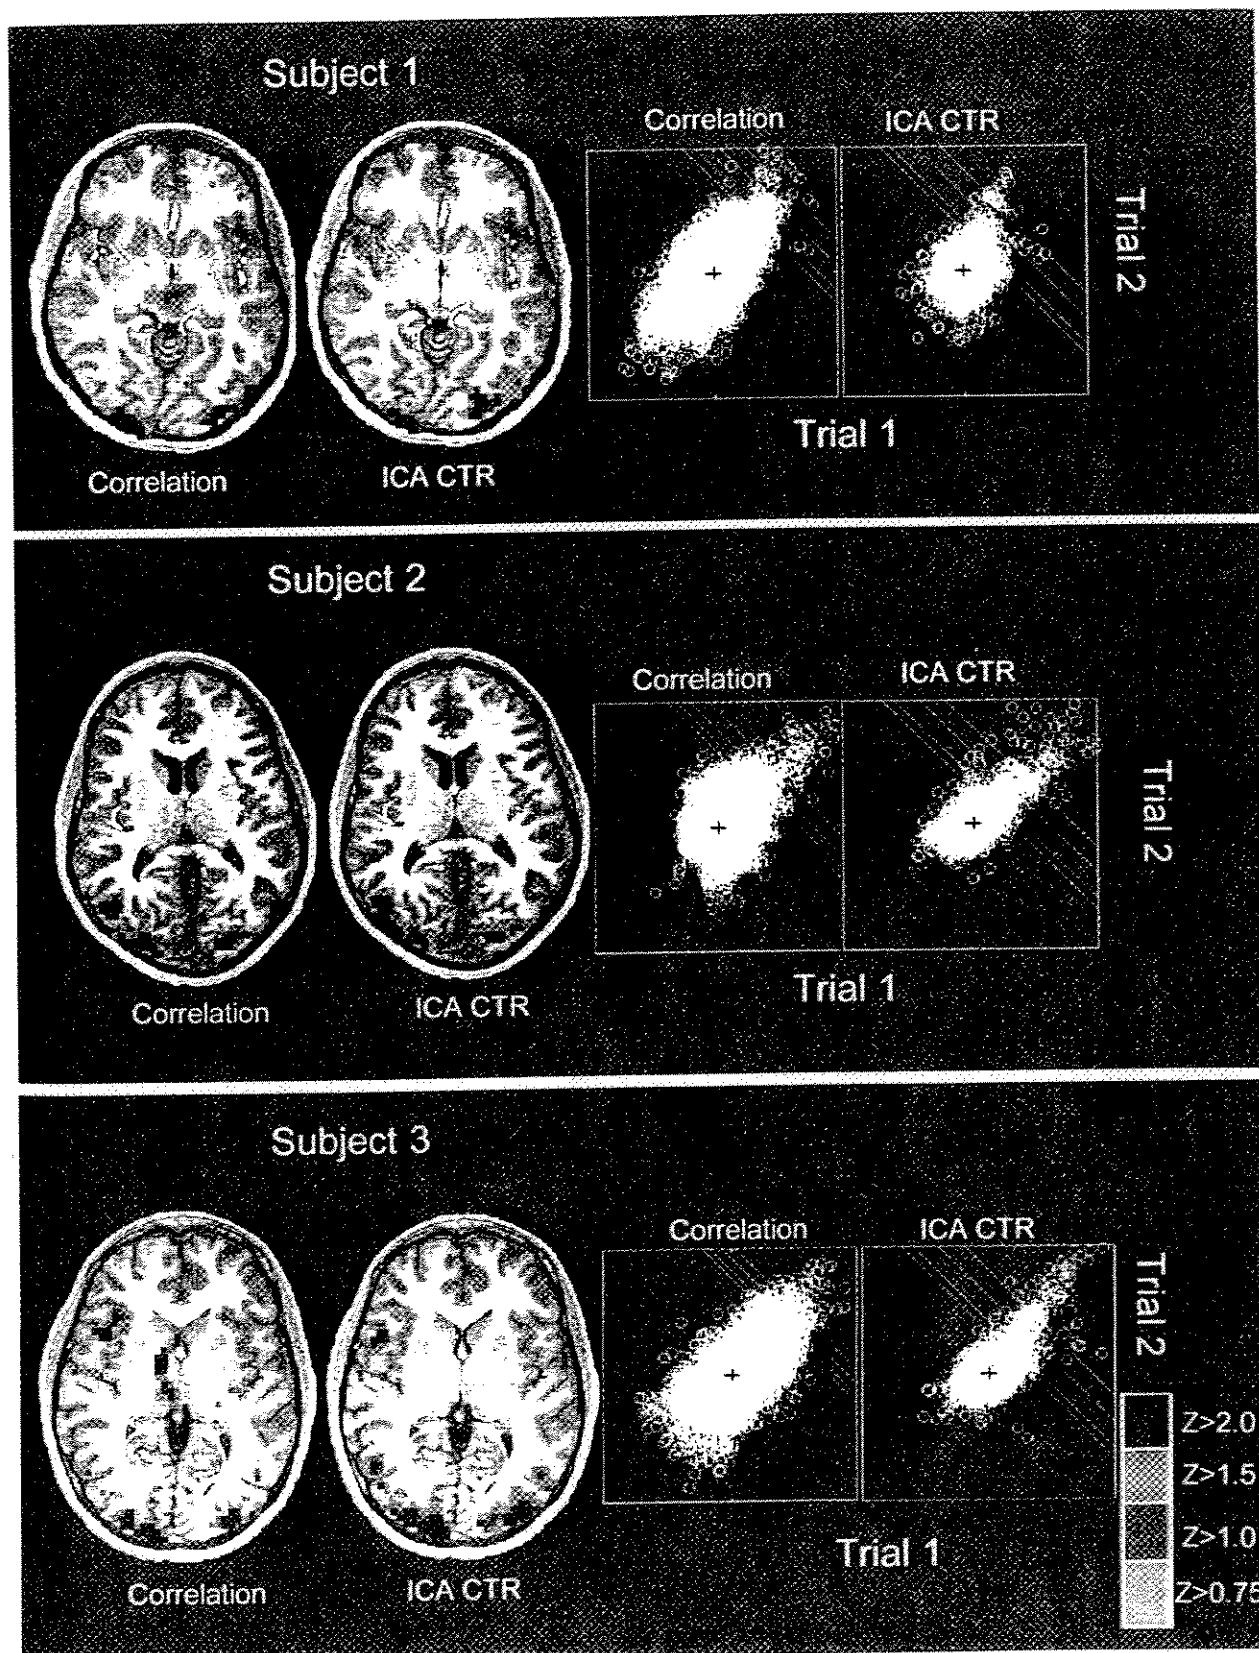 Subject 1
Correlation
ICA CTR
Trial 2
Trial 1
Correlation
ICA CTR
Subject 2
Correlation
ICA CTR
Trial 2
Trial 1
Correlation
ICA CTR
Subject 3
Correlation
ICA CTR
Trial 2
Z>2.0
Z>1.5
Z>1.0
Z>0.75
Trial 1
Correlation
ICA CTR